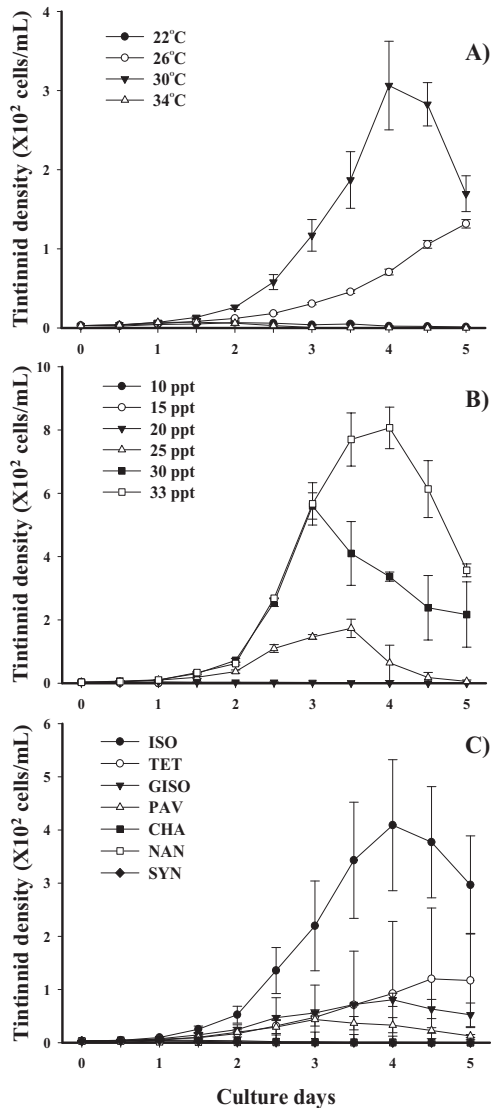 4
22°C
26°C
30°C
34°C
A)
3
2
1
0
Tintinnid density (X10² cells/mL)
0 1 2 3 4 5
10
10 ppt
15 ppt
20 ppt
25 ppt
30 ppt
33 ppt
B)
8
6
4
2
0
Tintinnid density (X10² cells/mL)
0 1 2 3 4 5
6
ISO
TET
GISO
PAV
CHA
NAN
SYN
C)
5
4
3
2
1
0
Tintinnid density (X10² cells/mL)
0 1 2 3 4 5
Culture days